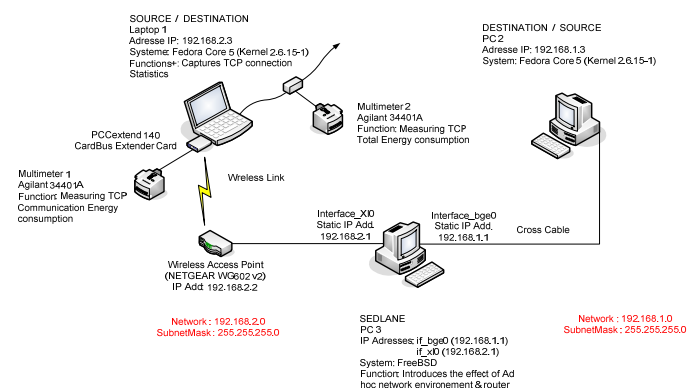 SOURCE / DESTINATION
Laptop 1
Adresse IP: 192.168.2.3
Systeme: Fedora Core 5 (Kernel 2.6.15-1)
Functions+: Captures TCP connection
Statistics
DESTINATION / SOURCE
PC 2
Adresse IP: 192.168.1.3
System: Fedora Core 5 (Kernel 2.6.15-1)
Multimeter 2
Agilant 34401A
Function: Measuring TCP
Total Energy consumption
PCCextend 140
CardBus Extender Card
Multimeter 1
Agilant 34401A
Function: Measuring TCP
Communication Energy
consumption
Wireless Link
Interface_Xl0
Static IP Add.
192.168.2.1
Interface_bge0
Static IP Add.
192.168.1.1
Cross Cable
Wireless Access Point
(NETGEAR WG602 v2)
IP Add: 192.168.2.2
Network : 192.168.2.0
SubnetMask : 255.255.255.0
Network : 192.168.1.0
SubnetMask : 255.255.255.0
SEDLANE
PC 3
IP Adresses: if_bge0 (192.168.1.1)
if_xl0 (192.168.2.1)
System: FreeBSD
Function: Introduces the effect of Ad
hoc network environement & router